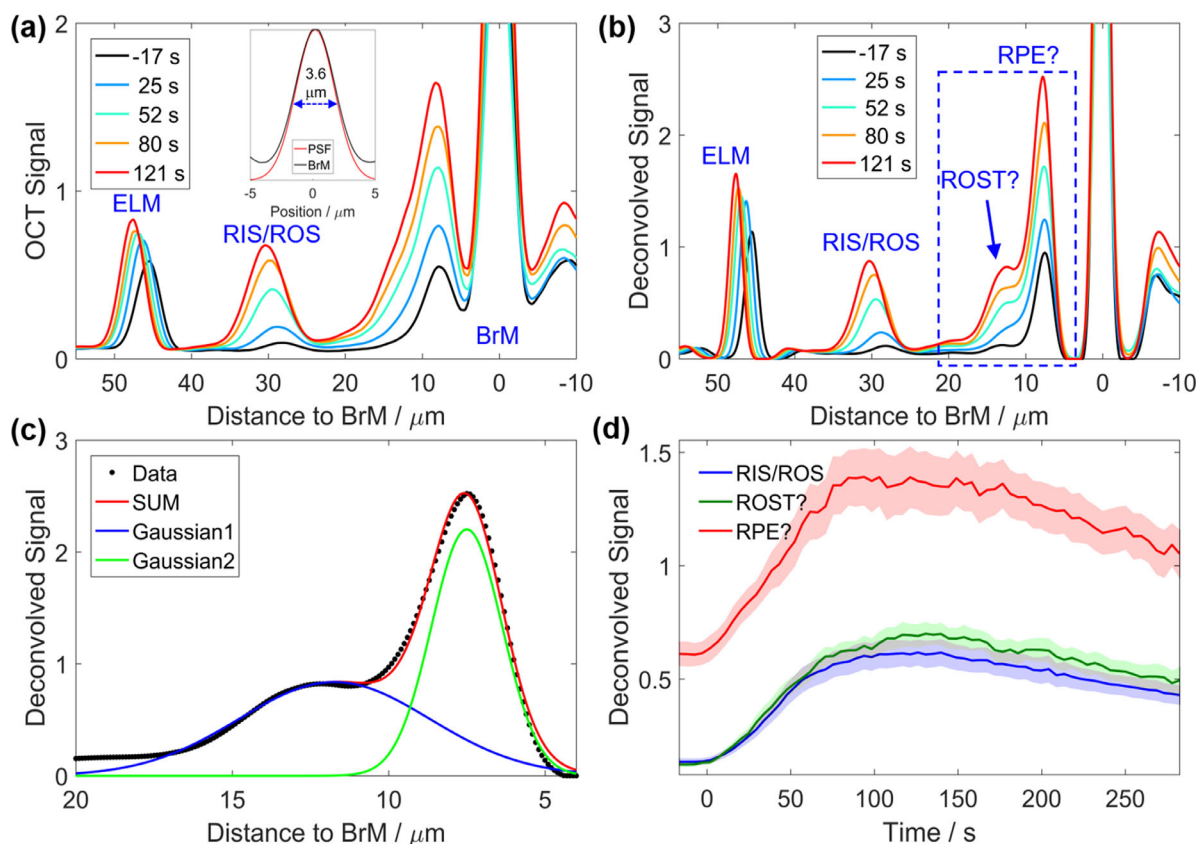 (a)
OCT Signal
2
1
0
-17 s
25 s
52 s
80 s
121 s
3.6
μm
PSF
BrM
-5 0 5
Position / μm
ELM
RIS/ROS
BrM
50 40 30 20 10 0 -10
Distance to BrM / μm
(b)
Deconvolved Signal
3
2
1
0
-17 s
25 s
52 s
80 s
121 s
RPE?
ELM
ROST?
RIS/ROS
50 40 30 20 10 0 -10
Distance to BrM / μm
(c)
Deconvolved Signal
3
2
1
0
Data
SUM
Gaussian1
Gaussian2
20 15 10 5
Distance to BrM / μm
(d)
Deconvolved Signal
1.5
1
0.5
RIS/ROS
ROST?
RPE?
0 50 100 150 200 250
Time / s